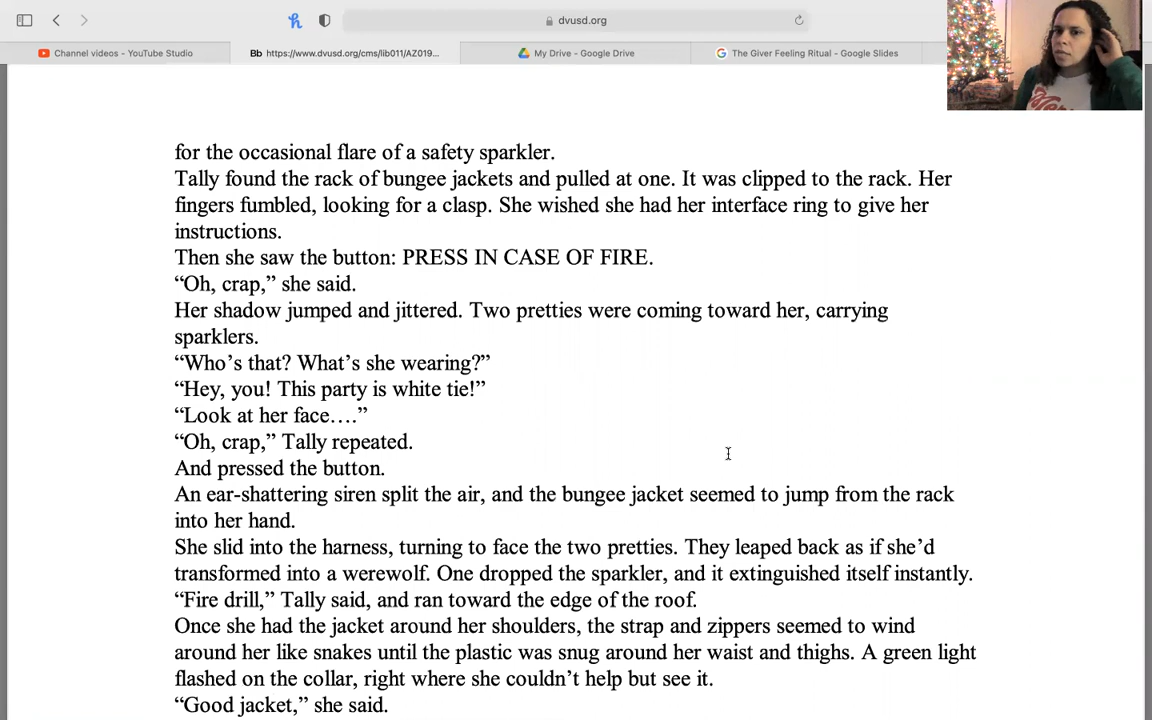 dvusd.org
Channel videos - YouTube Studio
Bb https://www.dvusd.org/cms/lib011/AZ019...
My Drive - Google Drive
The Giver Feeling Ritual - Google Slides
for the occasional flare of a safety sparkler.
Tally found the rack of bungee jackets and pulled at one. It was clipped to the rack. Her
fingers fumbled, looking for a clasp. She wished she had her interface ring to give her
instructions.
Then she saw the button: PRESS IN CASE OF FIRE.
“Oh, crap,” she said.
Her shadow jumped and jittered. Two pretties were coming toward her, carrying
sparklers.
“Who’s that? What’s she wearing?”
“Hey, you! This party is white tie!”
“Look at her face….”
“Oh, crap,” Tally repeated.
And pressed the button.
An ear-shattering siren split the air, and the bungee jacket seemed to jump from the rack
into her hand.
She slid into the harness, turning to face the two pretties. They leaped back as if she’d
transformed into a werewolf. One dropped the sparkler, and it extinguished itself instantly.
“Fire drill,” Tally said, and ran toward the edge of the roof.
Once she had the jacket around her shoulders, the strap and zippers seemed to wind
around her like snakes until the plastic was snug around her waist and thighs. A green light
flashed on the collar, right where she couldn’t help but see it.
“Good jacket,” she said.